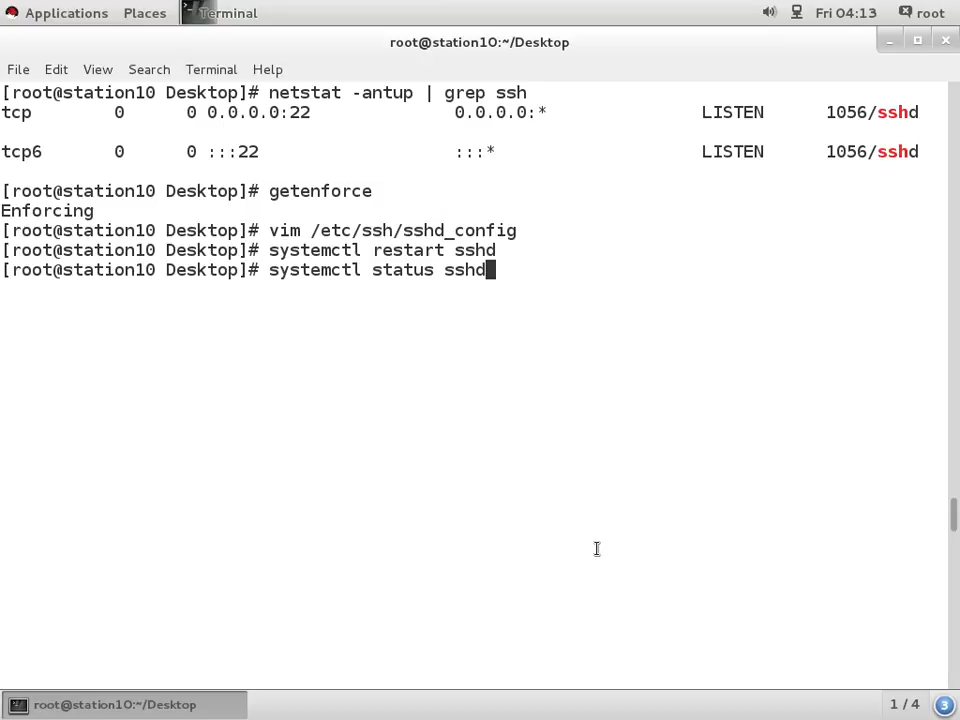 Applications Places Terminal Fri 04:13 root
root@station10:~/Desktop
File Edit View Search Terminal Help
[root@station10 Desktop]# netstat -antup | grep ssh
tcp 0 0 0.0.0.0:22 0.0.0.0:* LISTEN 1056/sshd
tcp6 0 0 :::22 :::* LISTEN 1056/sshd
[root@station10 Desktop]# getenforce
Enforcing
[root@station10 Desktop]# vim /etc/ssh/sshd_config
[root@station10 Desktop]# systemctl restart sshd
[root@station10 Desktop]# systemctl status sshd
root@station10:~/Desktop 1 / 4 3